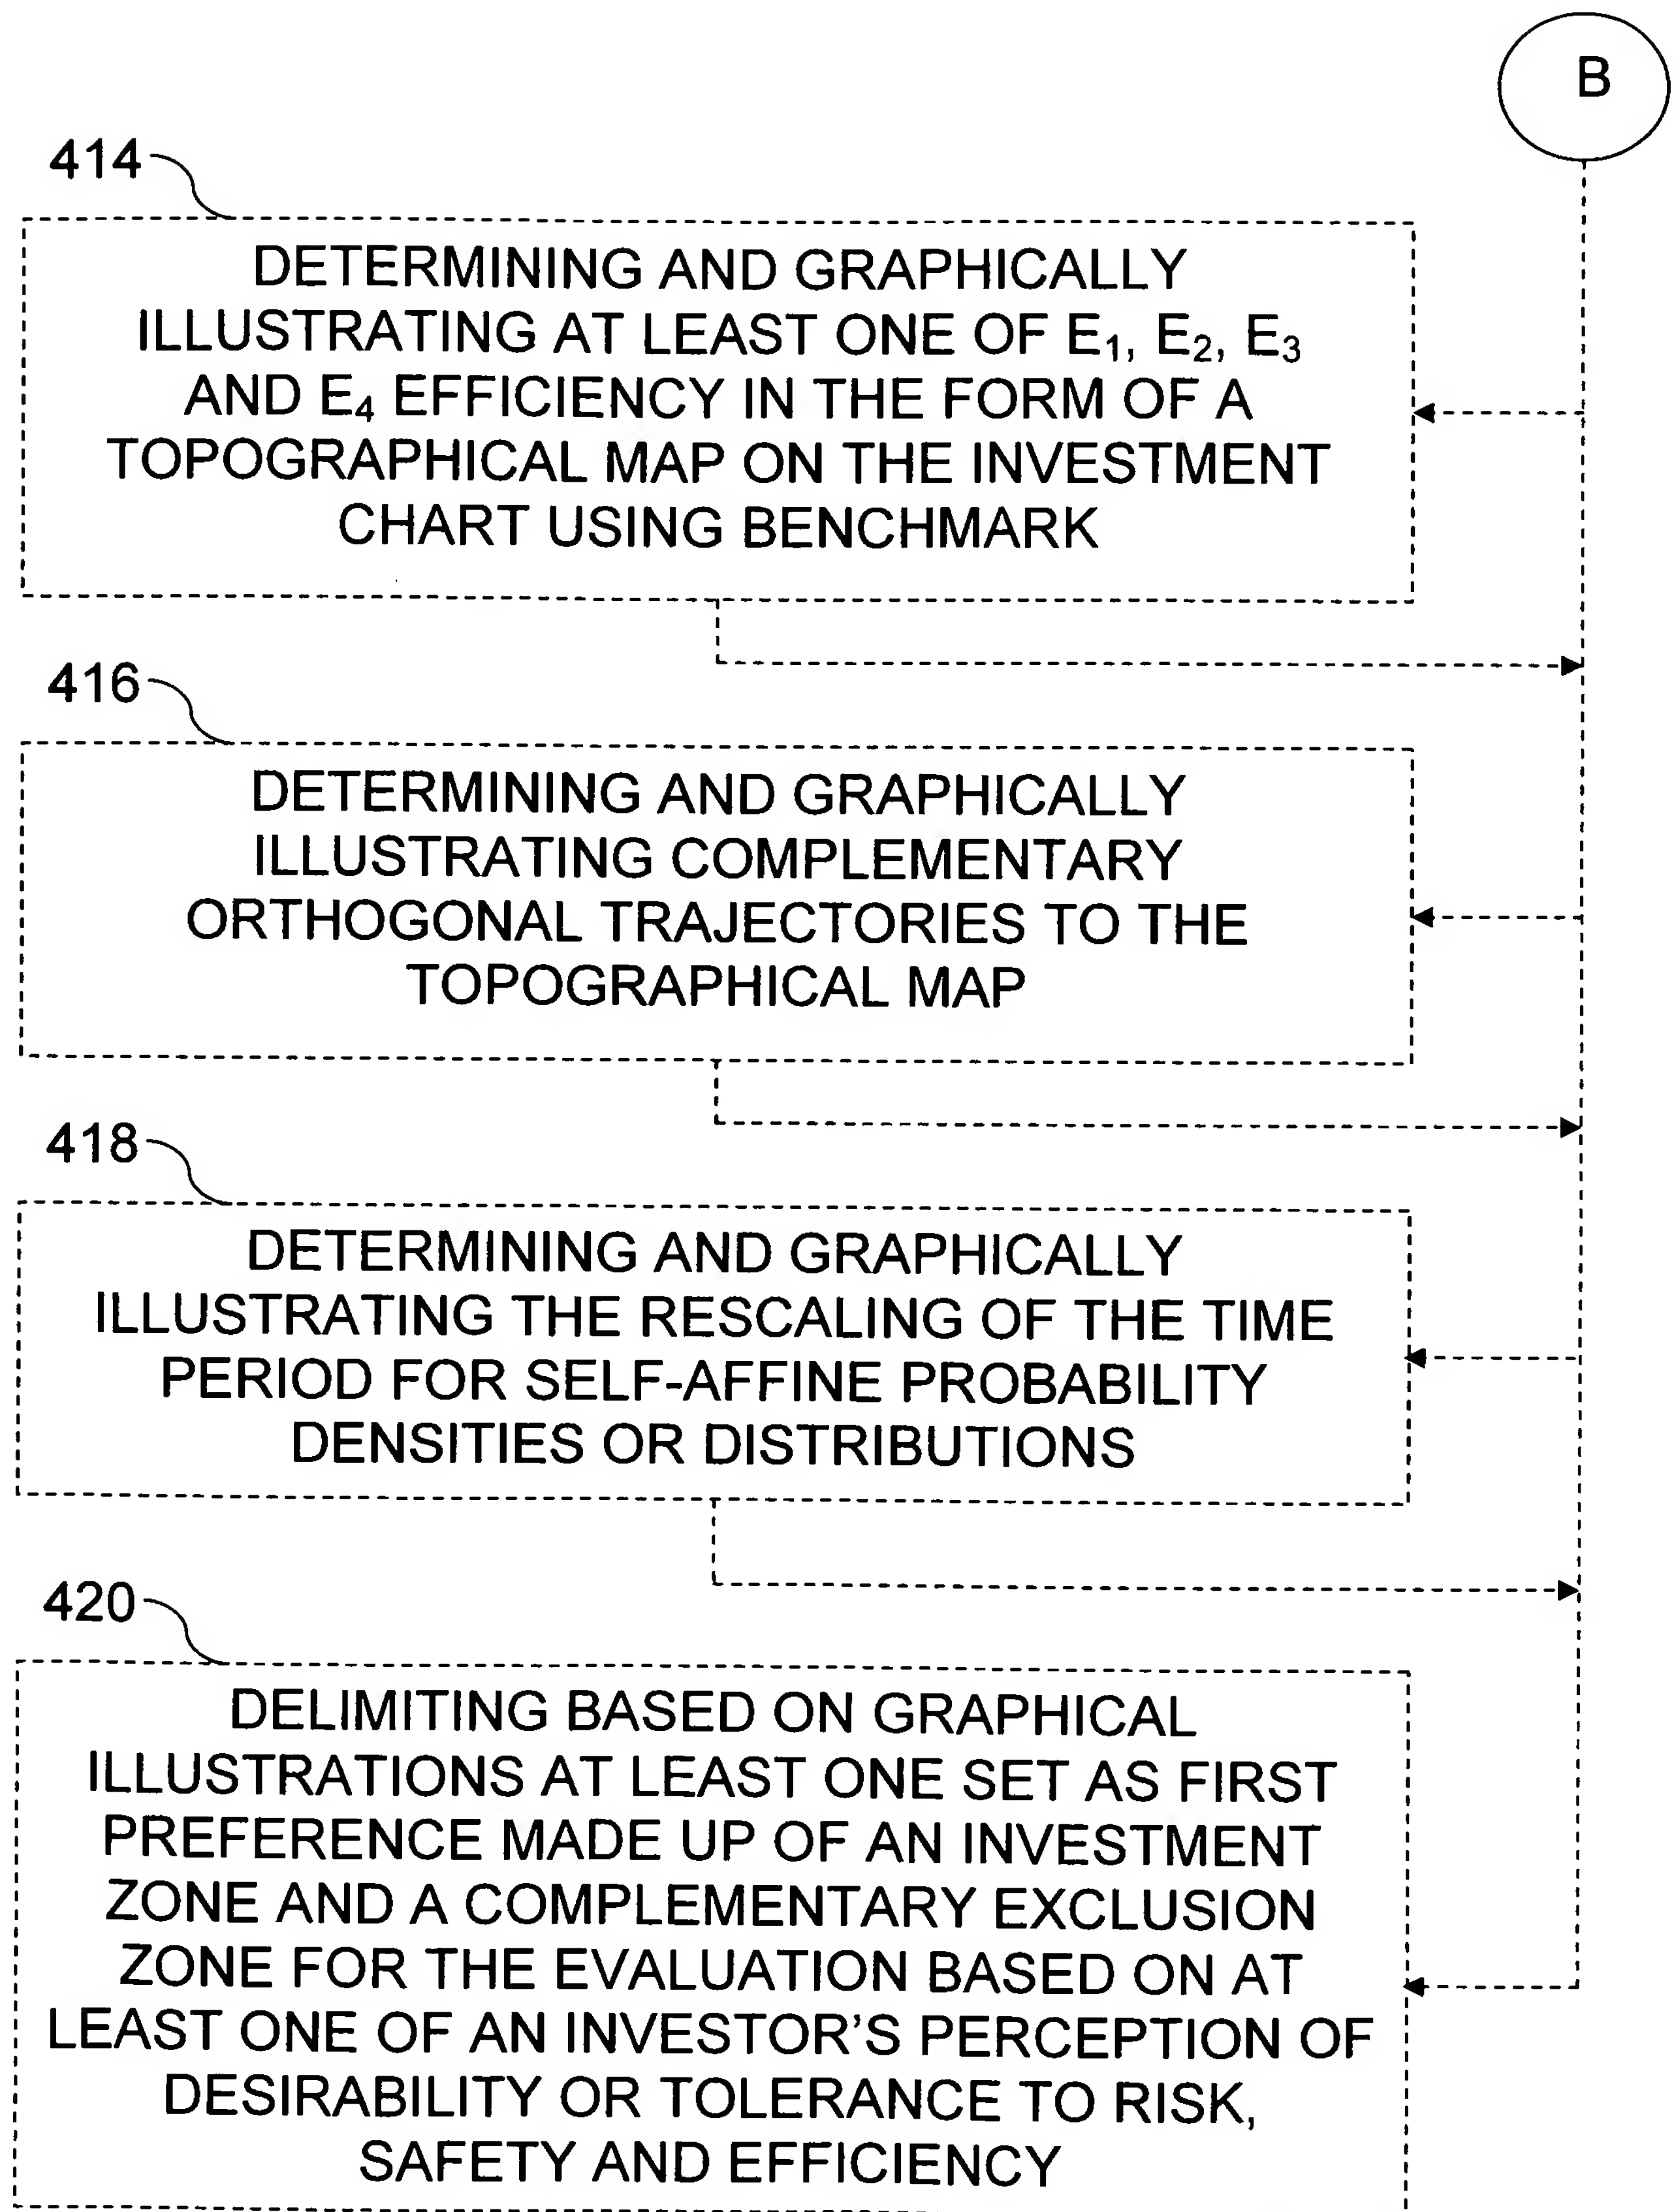 B
414
DETERMINING AND GRAPHICALLY
ILLUSTRATING AT LEAST ONE OF E₁, E₂, E₃
AND E₄ EFFICIENCY IN THE FORM OF A
TOPOGRAPHICAL MAP ON THE INVESTMENT
CHART USING BENCHMARK
416
DETERMINING AND GRAPHICALLY
ILLUSTRATING COMPLEMENTARY
ORTHOGONAL TRAJECTORIES TO THE
TOPOGRAPHICAL MAP
418
DETERMINING AND GRAPHICALLY
ILLUSTRATING THE RESCALING OF THE TIME
PERIOD FOR SELF-AFFINE PROBABILITY
DENSITIES OR DISTRIBUTIONS
420
DELIMITING BASED ON GRAPHICAL
ILLUSTRATIONS AT LEAST ONE SET AS FIRST
PREFERENCE MADE UP OF AN INVESTMENT
ZONE AND A COMPLEMENTARY EXCLUSION
ZONE FOR THE EVALUATION BASED ON AT
LEAST ONE OF AN INVESTOR'S PERCEPTION OF
DESIRABILITY OR TOLERANCE TO RISK,
SAFETY AND EFFICIENCY